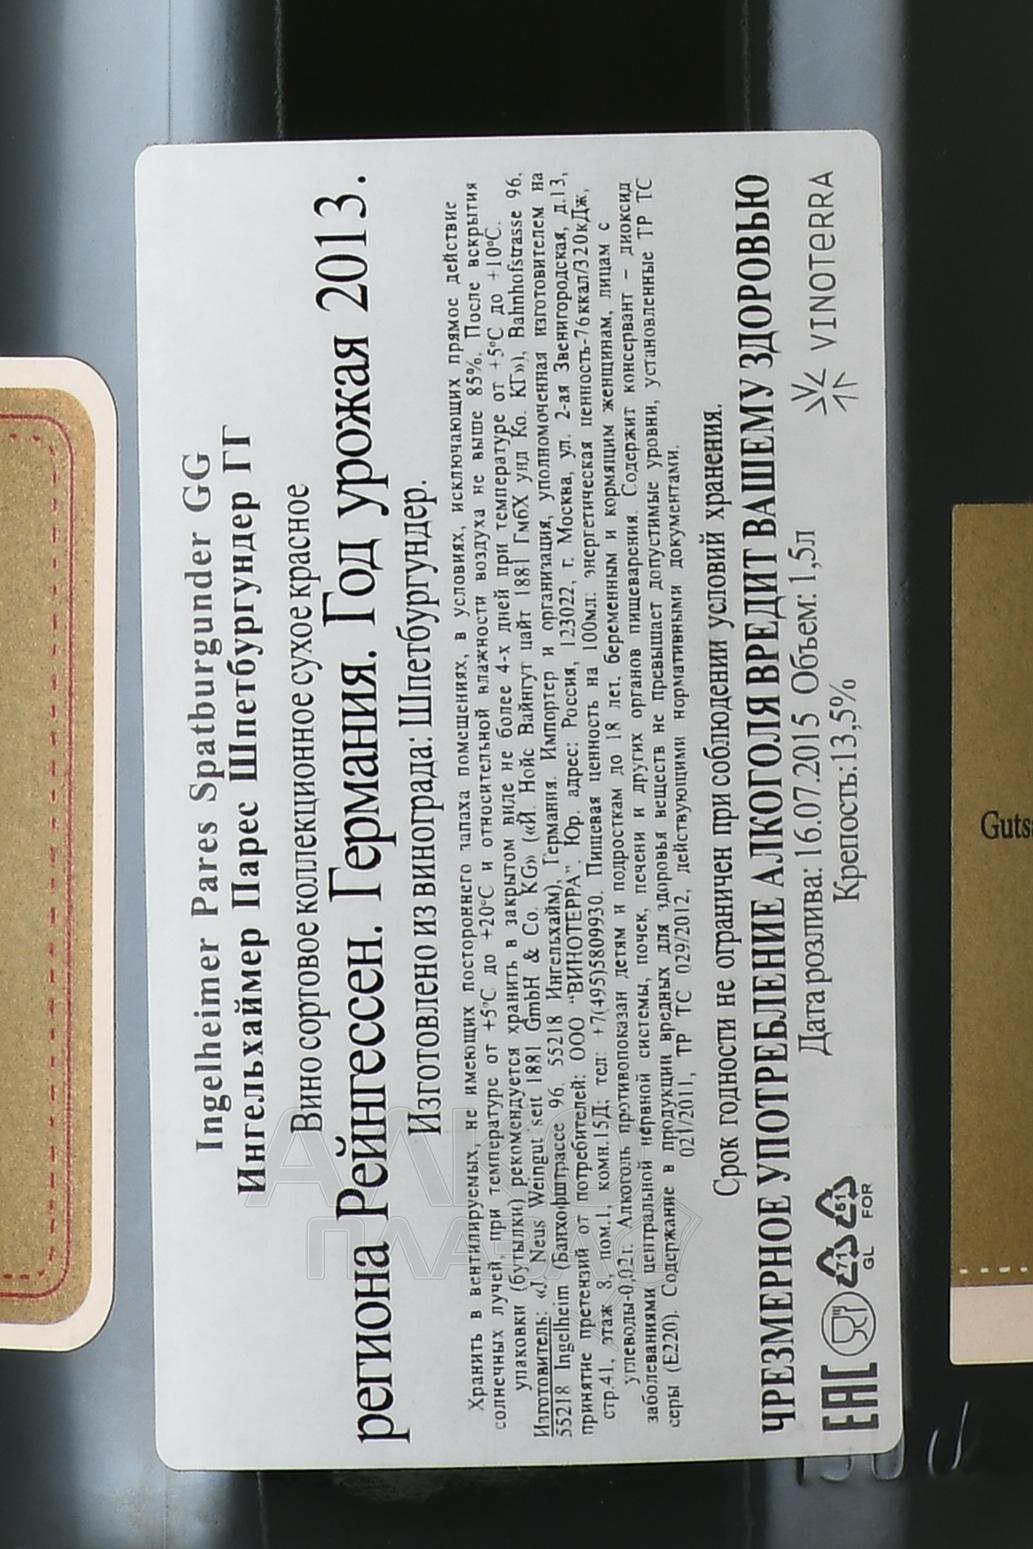 Ingelheimer Pares Spatburgunder GG
Ингельхаймер Парес Шпетбургундер ГГ
Вино сортовое коллекционное сухое красное
региона Рейнгессен. Германия. Год урожая 2013.
Изготовлено из винограда: Шпетбургундер.
Хранить в вентилируемых, не имеющих постороннего запаха помещениях, в условиях, исключающих прямое действие
солнечных лучей, при температуре от +5°С до +20°С и относительной влажности воздуха не выше 85%. После вскрытия
упаковки (бутылки) рекомендуется хранить в закрытом виде не более 4-х дней при температуре от +5°С до +10°С.
Изготовитель: «J. Neus Weingut seit 1881 GmbH & Co. KG» («Й. Нойс Вайнгут цайт 1881 ГмбХ унд Ко. КГ»), Bahnhofstrasse 96,
55218 Ingelheim (Банхофштрассе 96, 55218 Ингельхайм), Германия. Импортер и организация, уполномоченная изготовителем на
принятие претензий от потребителей: ООО "ВИНОТЕРРА". Юр. адрес: Россия, 123022, г. Москва, ул. 2-ая Звенигородская, д.13,
стр.41, этаж 8, пом.I, комн.15Д; тел: +7(495)5809930. Пищевая ценность на 100мл: энергетическая ценность-76ккал/320кДж,
углеводы-0,02г. Алкоголь противопоказан детям и подросткам до 18 лет, беременным и кормящим женщинам, лицам с
заболеваниями центральной нервной системы, почек, печени и других органов пищеварения. Содержит консервант – диоксид
серы (Е220). Содержание в продукции вредных для здоровья веществ не превышает допустимые уровни, установленные ТР ТС
021/2011, ТР ТС 029/2012, действующими нормативными документами.
Срок годности не ограничен при соблюдении условий хранения.
ЧРЕЗМЕРНОЕ УПОТРЕБЛЕНИЕ АЛКОГОЛЯ ВРЕДИТ ВАШЕМУ ЗДОРОВЬЮ
Дата розлива: 16.07.2015 Объем: 1,5л
Крепость:13,5%
VINOTERRA
EAC
71
GL
51
FOR
АЛКО
ПЛАЗА
Guts